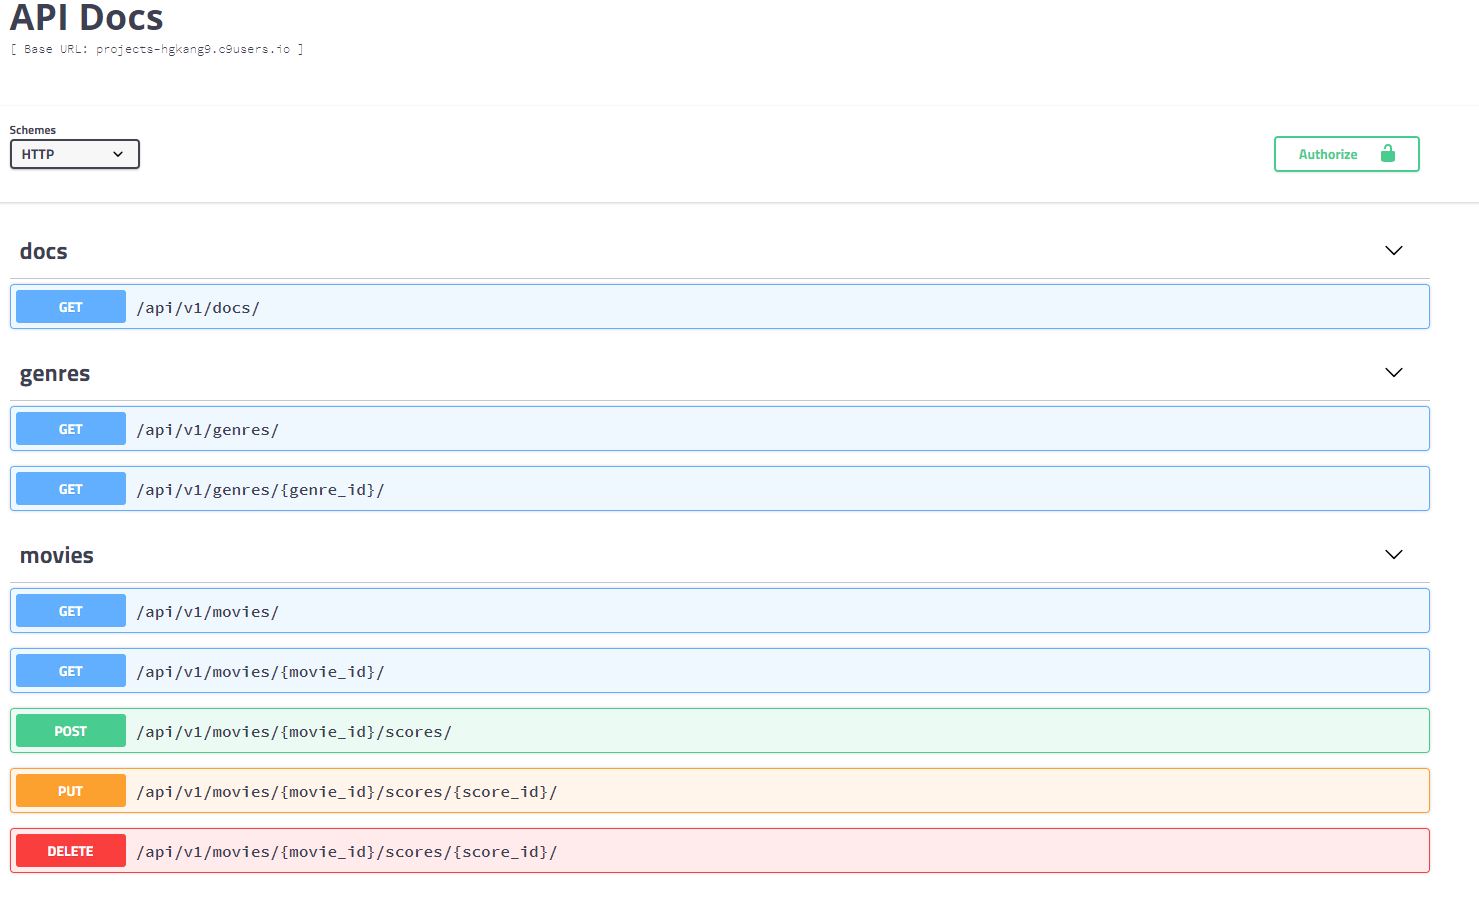 API Docs
[ Base URL: projects-hgkang9.c9users.io ]
Schemes
HTTP
Authorize
docs
GET /api/v1/docs/
genres
GET /api/v1/genres/
GET /api/v1/genres/{genre_id}/
movies
GET /api/v1/movies/
GET /api/v1/movies/{movie_id}/
POST /api/v1/movies/{movie_id}/scores/
PUT /api/v1/movies/{movie_id}/scores/{score_id}/
DELETE /api/v1/movies/{movie_id}/scores/{score_id}/